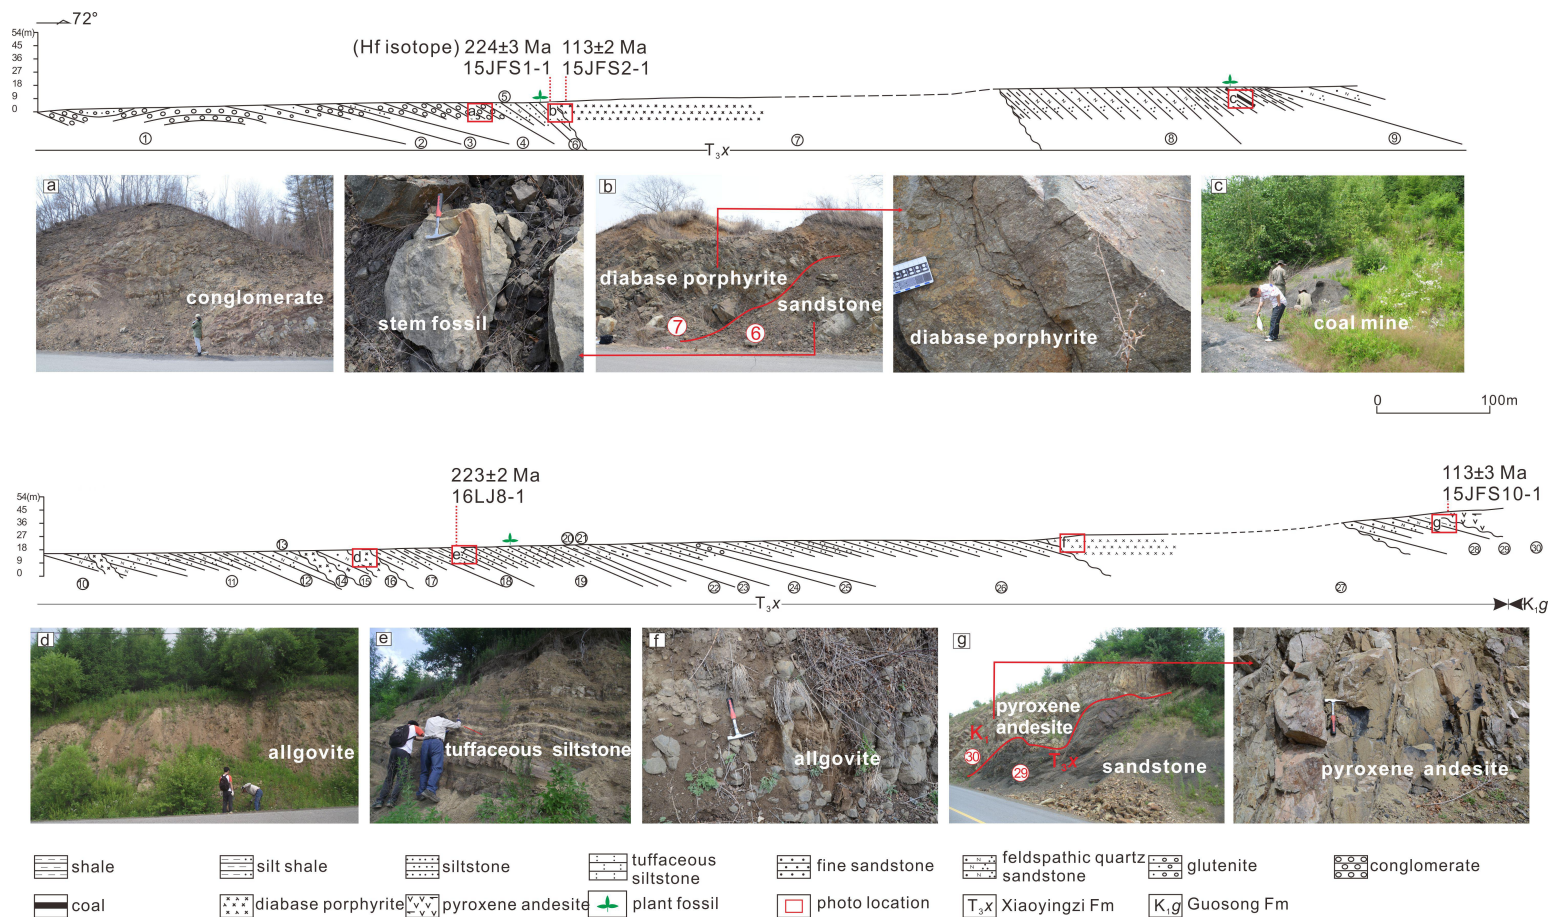 72°
54(m)
45
36
27
18
9
0
(Hf isotope) 224±3 Ma 113±2 Ma
15JFS1-1 15JFS2-1
⑤
a
b
c
① ② ③ ④ ⑥ ⑦ ⑧ ⑨
T₃x
a
conglomerate
stem fossil
b
diabase porphyrite
sandstone
⑦
⑥
diabase porphyrite
c
coal mine
0 100m
223±2 Ma
16LJ8-1
113±3 Ma
15JFS10-1
54(m)
45
36
27
18
9
0
⑬ ⑳ ㉑
d
e
f
g
⑩ ⑪ ⑫ ⑭ ⑮ ⑯ ⑰ ⑱ ⑲ ㉒ ㉓ ㉔ ㉕ ㉖ ㉗ ㉘ ㉙ ㉚
T₃x K₁g
d
allgovite
e
tuffaceous siltstone
f
allgovite
g
pyroxene
andesite
K₁
T₃x
㉚
㉙
sandstone
pyroxene andesite
shale
silt shale
siltstone
tuffaceous
siltstone
fine sandstone
feldspathic quartz
sandstone
glutenite
conglomerate
coal
diabase porphyrite
pyroxene andesite
plant fossil
photo location
T₃x Xiaoyingzi Fm
K₁g Guosong Fm